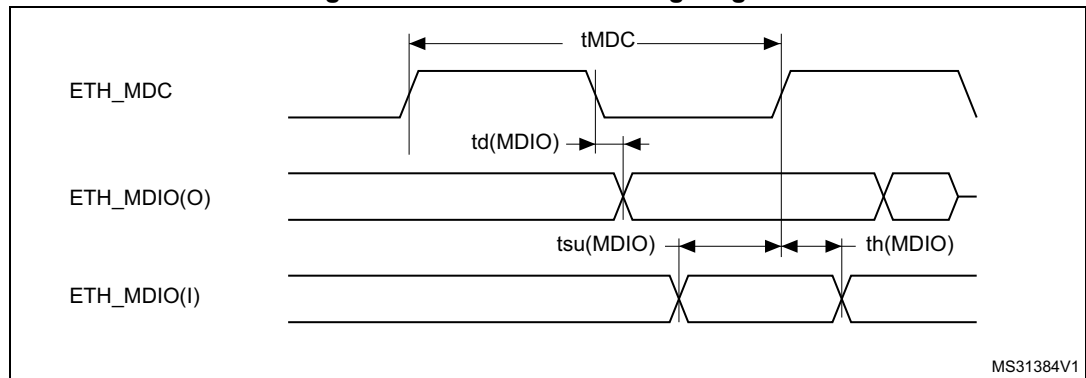 tMDC
ETH_MDC
td(MDIO)
ETH_MDIO(O)
tsu(MDIO)
th(MDIO)
ETH_MDIO(I)
MS31384V1